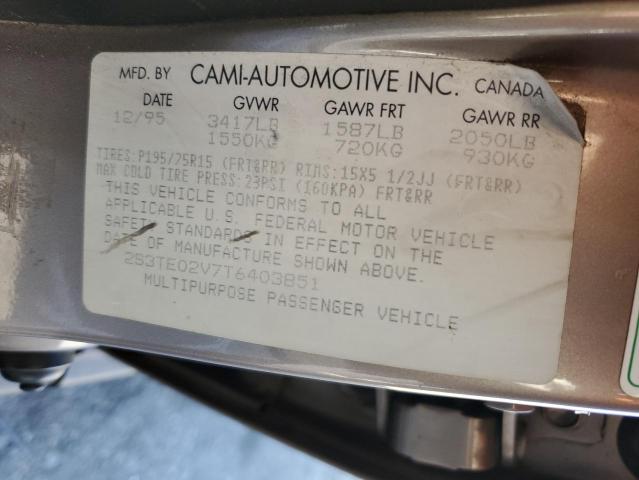 MFD. BY CAMI-AUTOMOTIVE INC. CANADA
DATE GVWR GAWR FRT GAWR RR
12/95 3417LB 1587LB 2050LB
1550KG 720KG 930KG
TIRES:P195/75R15 (FRT&RR) RIMS:15X5 1/2JJ (FRT&RR)
MAX COLD TIRE PRESS:23PSI (160KPA) FRT&RR
THIS VEHICLE CONFORMS TO ALL
APPLICABLE U.S. FEDERAL MOTOR VEHICLE
SAFETY STANDARDS IN EFFECT ON THE
DATE OF MANUFACTURE SHOWN ABOVE.
2S3TE02V7T6403851
MULTIPURPOSE PASSENGER VEHICLE